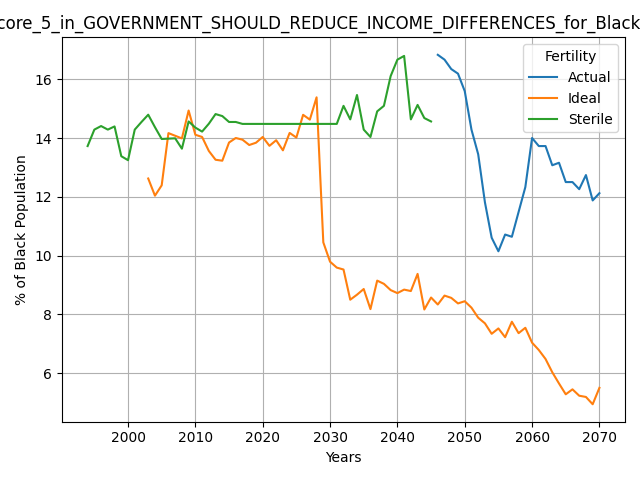 core_5_in_GOVERNMENT_SHOULD_REDUCE_INCOME_DIFFERENCES_for_Black
Fertility
Actual
Ideal
Sterile
% of Black Population
16
14
12
10
8
6
2000 2010 2020 2030 2040 2050 2060 2070
Years